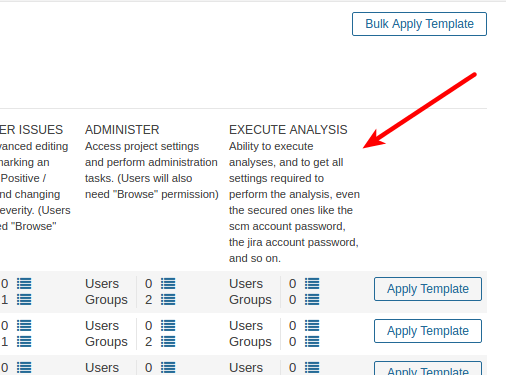 Bulk Apply Template
ER ISSUES ADMINISTER EXECUTE ANALYSIS
vanced editing Access project settings Ability to execute
marking an and perform administration analyses, and to get all
Positive / tasks. (Users will also settings required to
nd changing need "Browse" permission) perform the analysis, even
everity. (Users the secured ones like the
ed "Browse" scm account password,
the jira account password,
and so on.
0 Users 0 Users 0
1 Groups 2 Groups 0 Apply Template
0 Users 0 Users 0
1 Groups 2 Groups 0 Apply Template
0 Users 0 Users 0 Apply Template